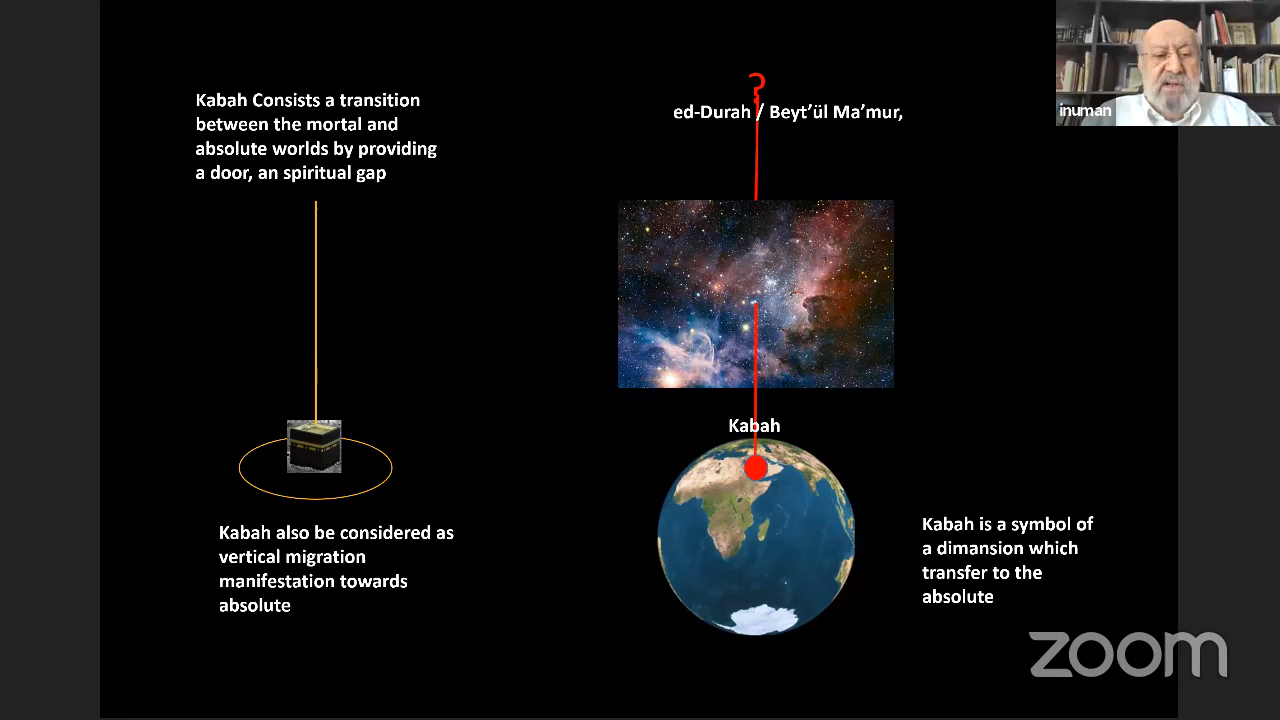 Kabah Consists a transition
between the mortal and
absolute worlds by providing
a door, an spiritual gap
?
ed-Durah / Beyt’ül Ma’mur,
inuman
Kabah
Kabah also be considered as
vertical migration
manifestation towards
absolute
Kabah is a symbol of
a dimansion which
transfer to the
absolute
zoom